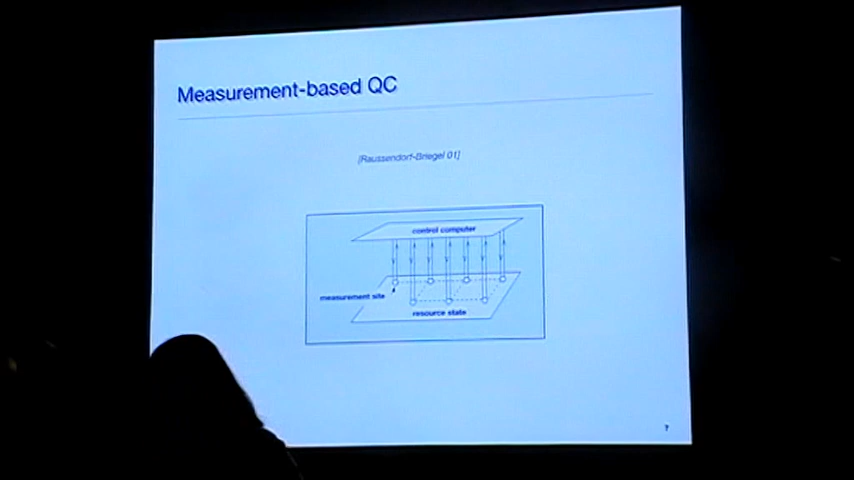 Measurement-based QC
[Raussendorf-Briegel 01]
control computer
measurement site
resource state
7